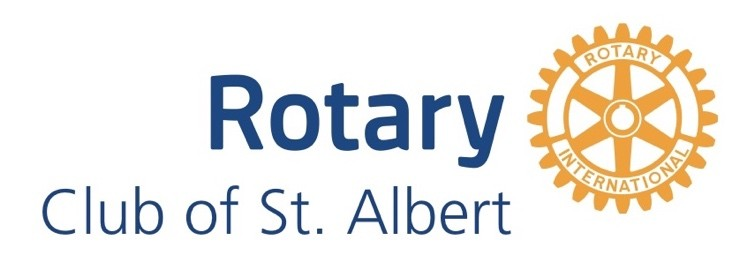 Rotary
Club of St. Albert
ROTARY
INTERNATIONAL